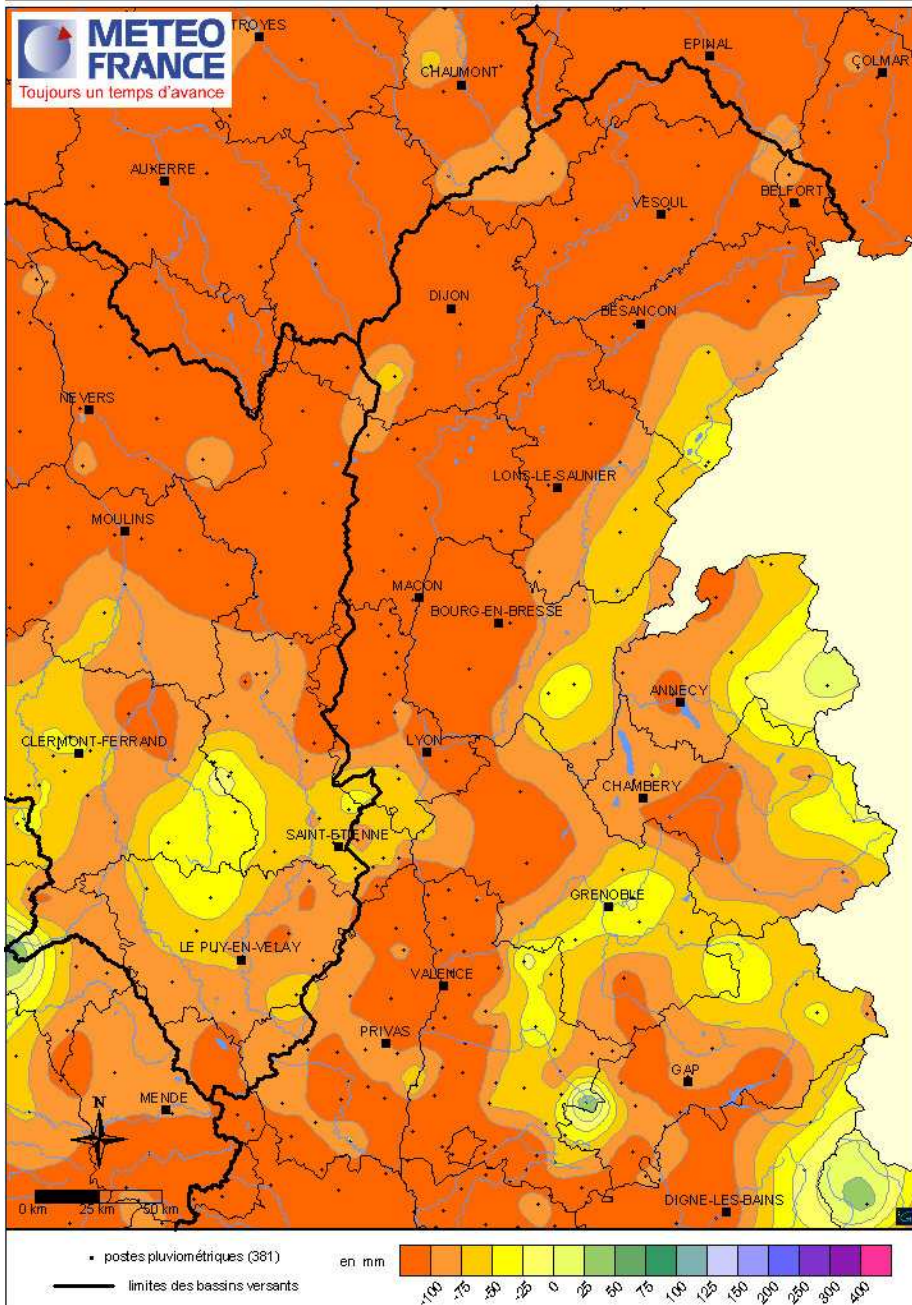 METEO
FRANCE
Toujours un temps d'avance
TROYES
EPINAL
CHAUMONT
COLMAR
AUXERRE
VESOUL
BELFORT
DIJON
BESANCON
NEVERS
LONS-LE-SAUNIER
MOULINS
MACON
BOURG-EN-BRESSE
ANNECY
CLERMONT-FERRAND
LYON
CHAMBERY
SAINT-ETIENNE
GRENOBLE
LE PUY-EN-VELAY
VALENCE
PRIVAS
GAP
N
MENDE
0 km 25 km 50 km
DIGNE-LES-BAINS
postes pluviométriques (381)
limites des bassins versants
en mm
-100 -75 -50 -25 0 25 50 75 100 125 150 200 250 300 400